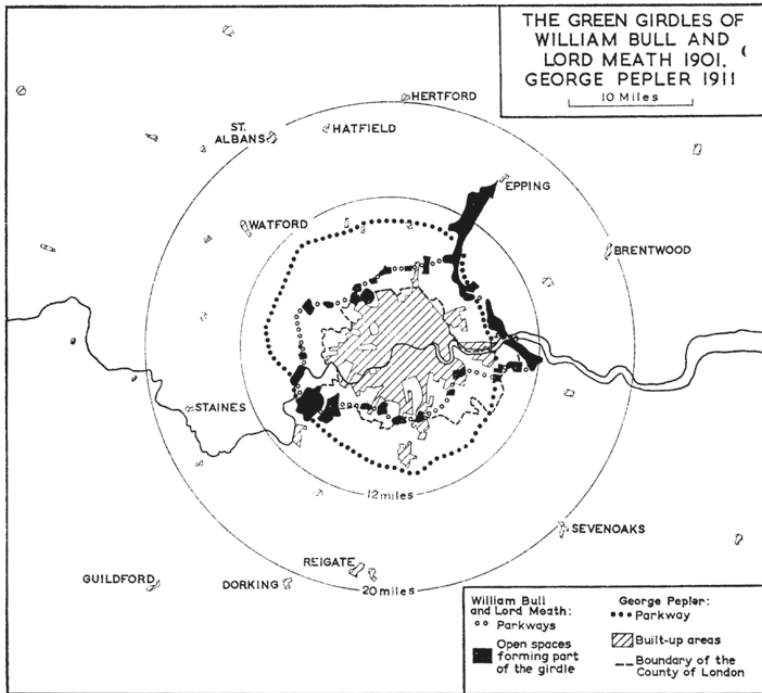 THE GREEN GIRDLES OF
WILLIAM BULL AND
LORD MEATH 1901.
GEORGE PEPLER 1911
10 Miles
HERTFORD
ST.
ALBANS
HATFIELD
EPPING
WATFORD
BRENTWOOD
STAINES
12 miles
SEVENOAKS
REIGATE
GUILDFORD
DORKING
20 miles
William Bull
and Lord Meath:
Parkways
Open spaces
forming part
of the girdle
George Pepler:
Parkway
Built-up areas
Boundary of the
County of London